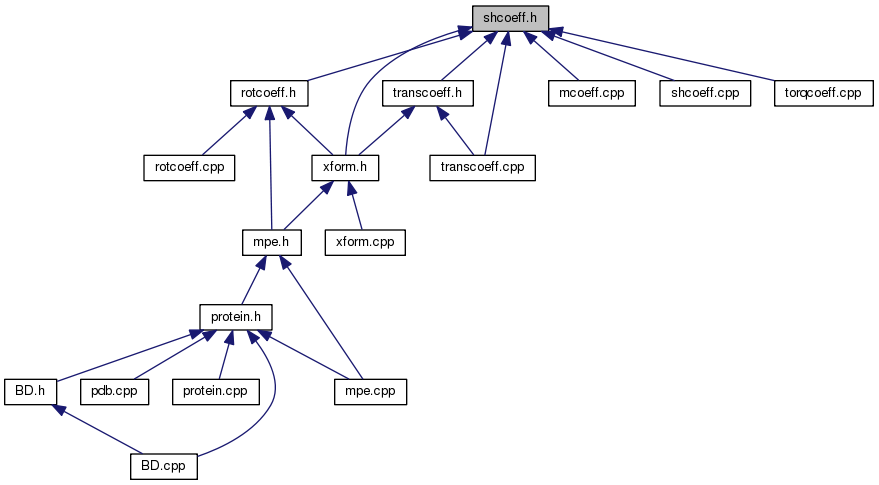 shcoeff.h
rotcoeff.h
transcoeff.h
mcoeff.cpp
shcoeff.cpp
torqcoeff.cpp
rotcoeff.cpp
xform.h
transcoeff.cpp
mpe.h
xform.cpp
protein.h
BD.h
pdb.cpp
protein.cpp
mpe.cpp
BD.cpp